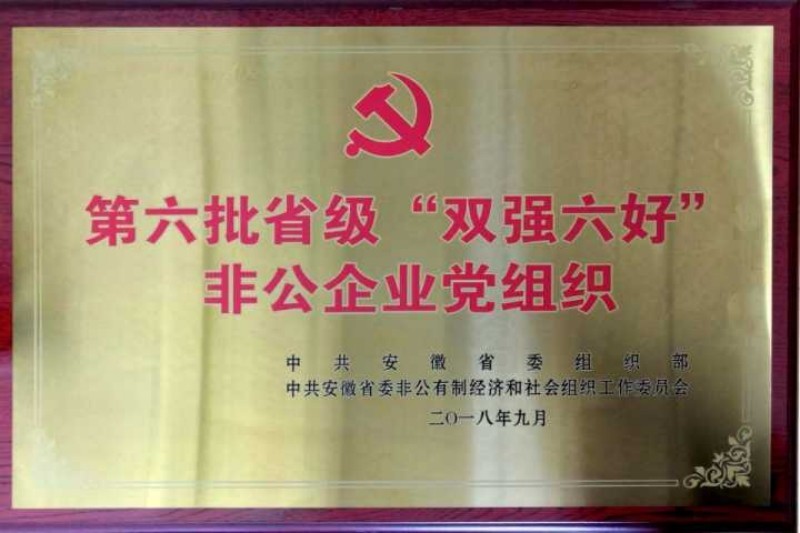 第六批省级“双强六好”
非公企业党组织
中共安徽省委组织部
中共安徽省委非公有制经济和社会组织工作委员会
二〇一八年九月